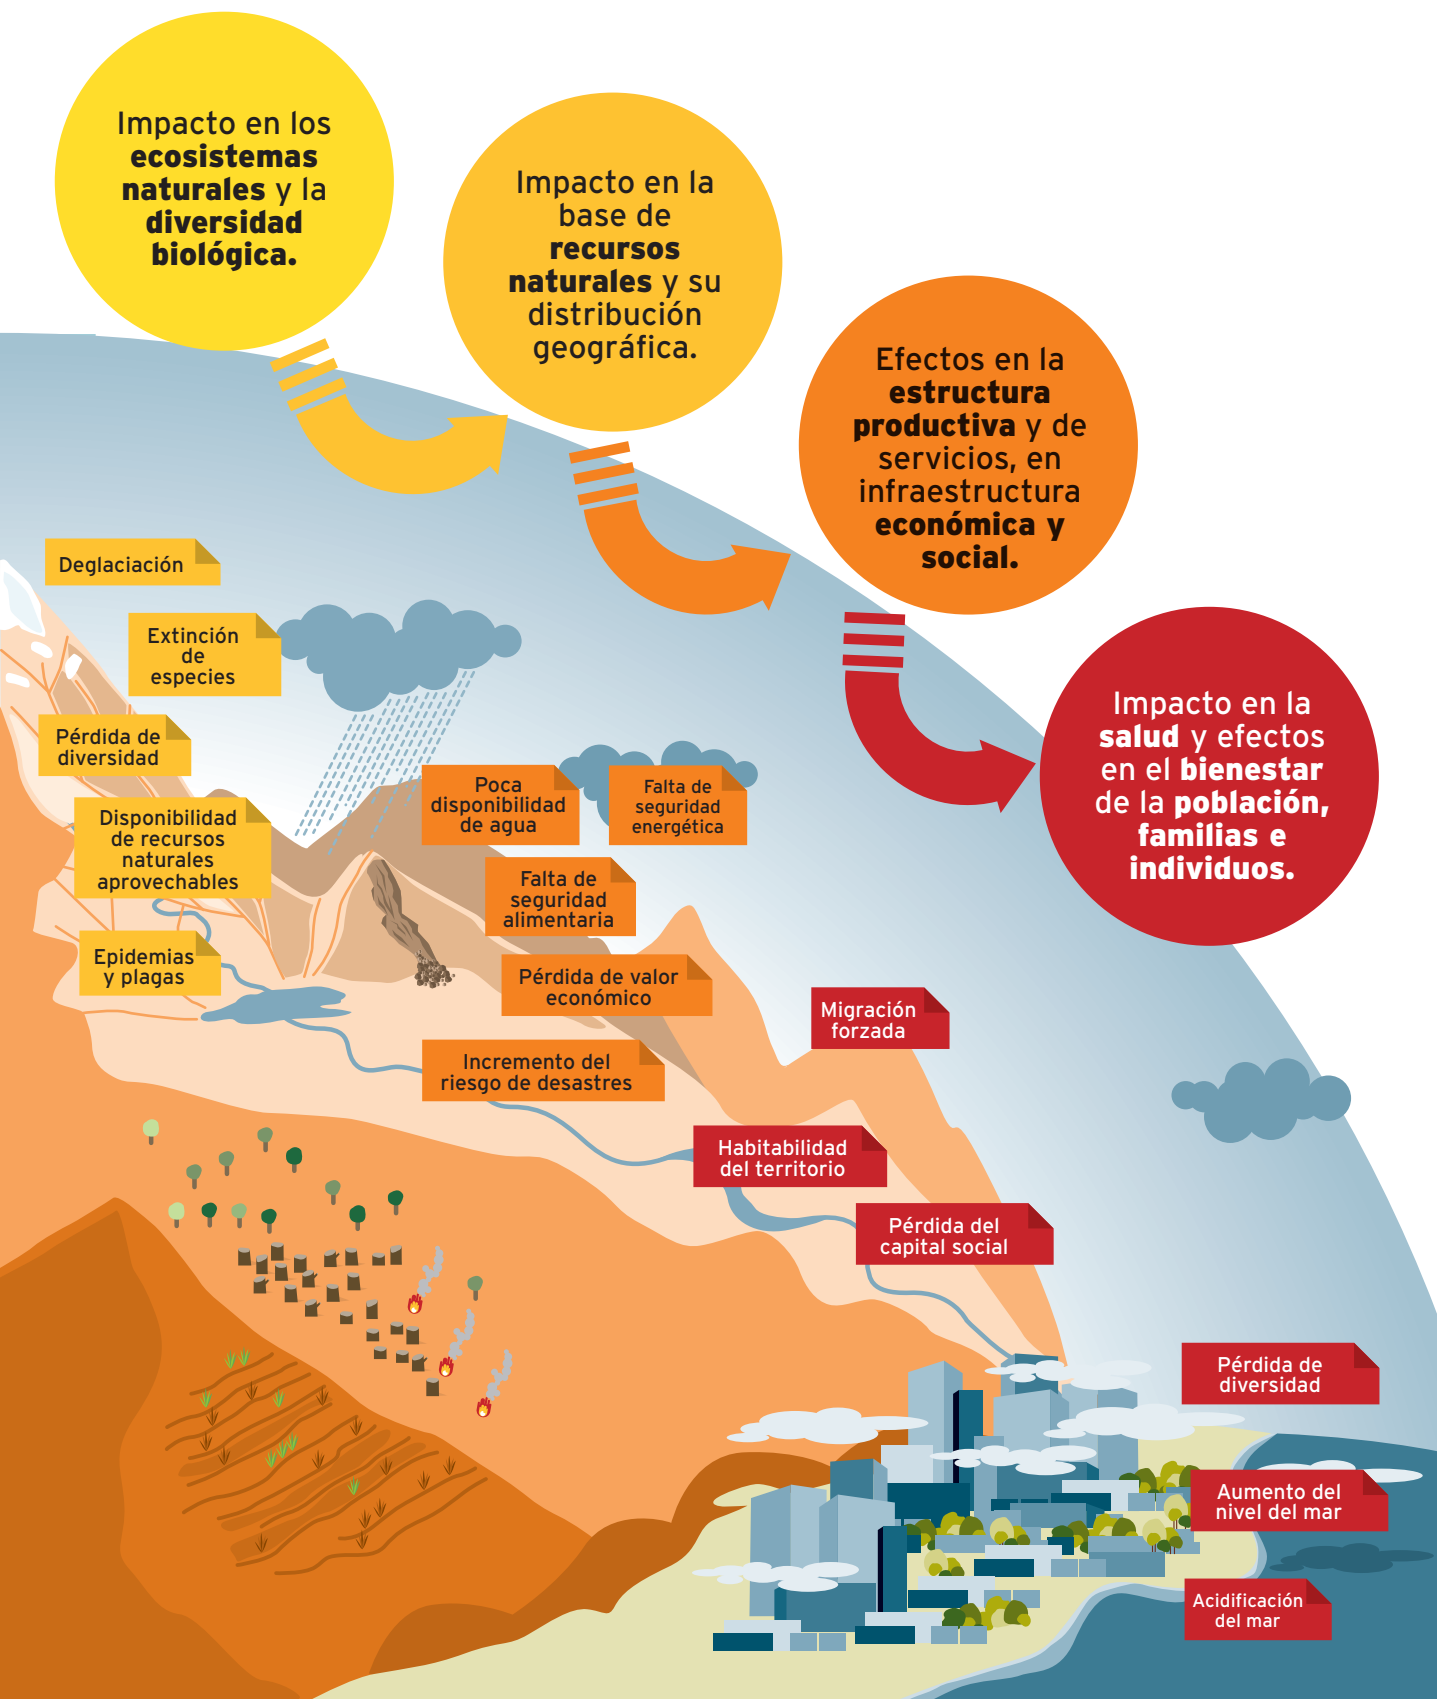 Impacto en los
ecosistemas
naturales y la
diversidad
biológica.
Impacto en la
base de
recursos
naturales y su
distribución
geográfica.
Efectos en la
estructura
productiva y de
servicios, en
infraestructura
económica y
social.
Impacto en la
salud y efectos
en el bienestar
de la población,
familias e
individuos.
Deglaciación
Extinción
de
especies
Pérdida de
diversidad
Disponibilidad
de recursos
naturales
aprovechables
Epidemias
y plagas
Poca
disponibilidad
de agua
Falta de
seguridad
energética
Falta de
seguridad
alimentaria
Pérdida de valor
económico
Incremento del
riesgo de desastres
Migración
forzada
Habitabilidad
del territorio
Pérdida del
capital social
Pérdida de
diversidad
Aumento del
nivel del mar
Acidificación
del mar